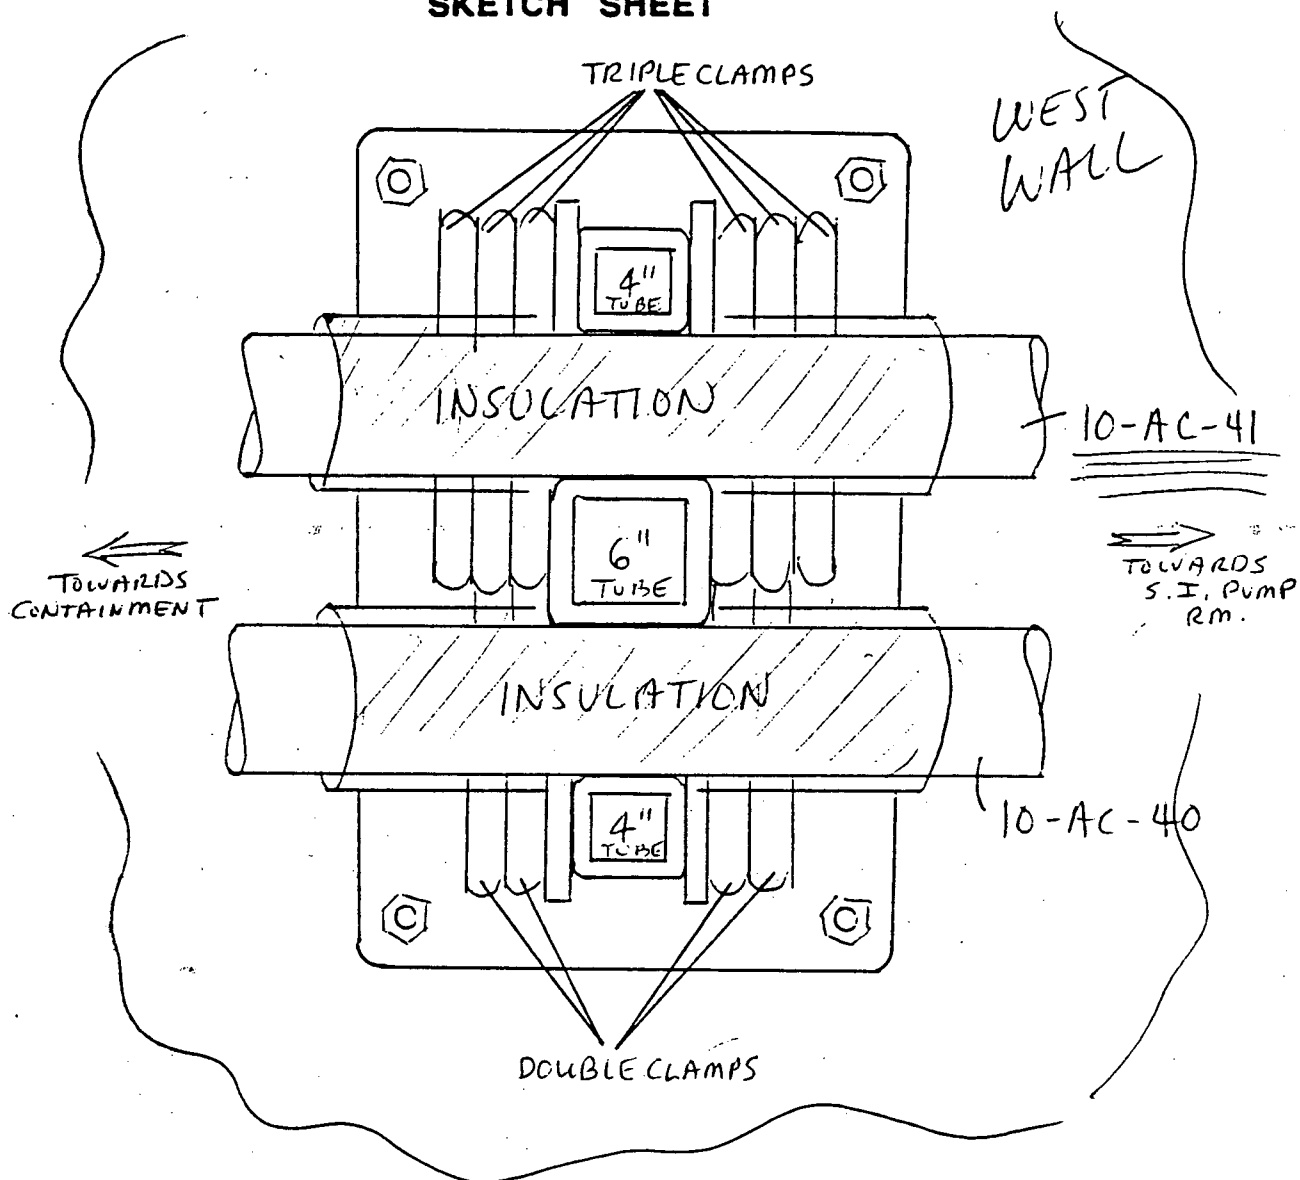 SKETCH SHEET
TRIPLE CLAMPS
WEST
WALL
4"
TUBE
INSULATION
10-AC-41
6"
TUBE
TOWARDS
CONTAINMENT
TOWARDS
S.I. PUMP
RM.
INSULATION
4"
TUBE
10-AC-40
DOUBLE CLAMPS